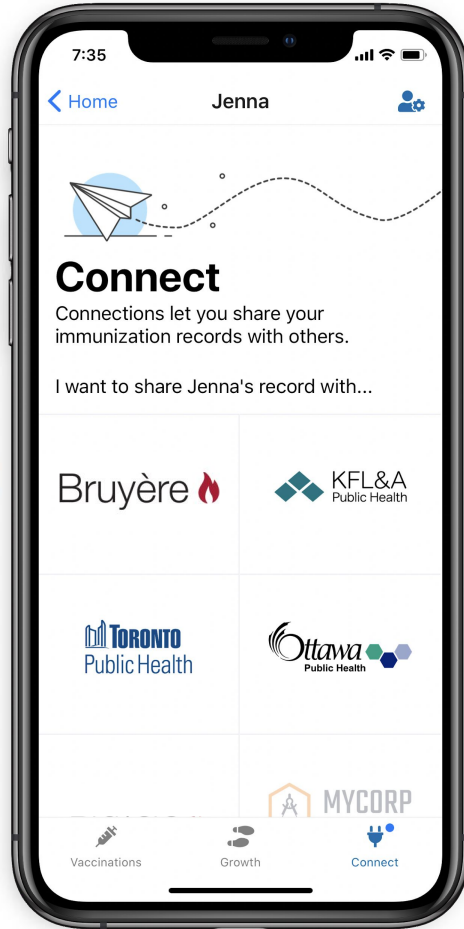 7:35
Home
Jenna
Connect
Connections let you share your
immunization records with others.
I want to share Jenna's record with...
Bruyère
KFL&A
Public Health
TORONTO
Public Health
Ottawa
Public Health
MYCORP
Vaccinations
Growth
Connect